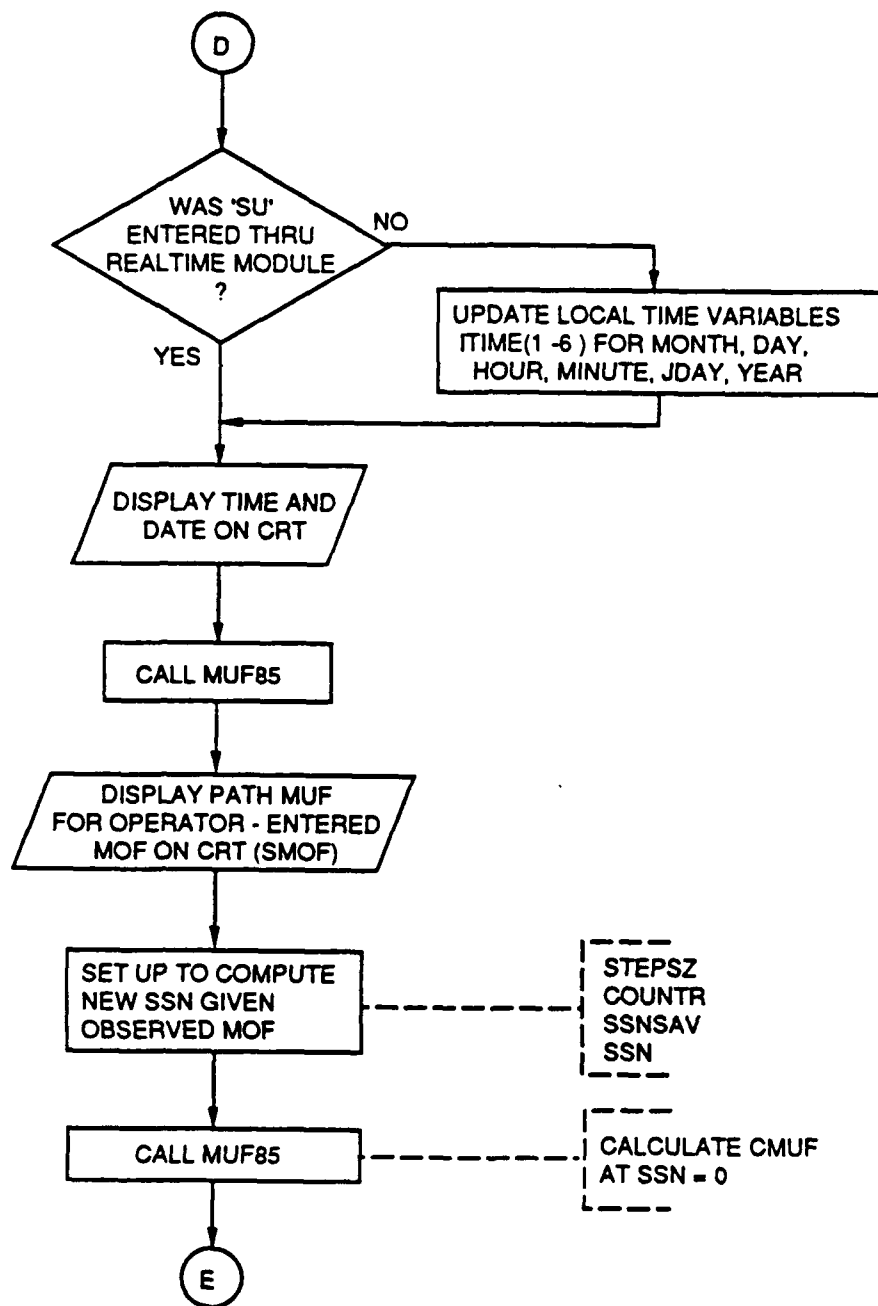 D
WAS 'SU'
ENTERED THRU
REALTIME MODULE
?
NO
YES
UPDATE LOCAL TIME VARIABLES
ITIME(1 -6 ) FOR MONTH, DAY,
HOUR, MINUTE, JDAY, YEAR
DISPLAY TIME AND
DATE ON CRT
CALL MUF85
DISPLAY PATH MUF
FOR OPERATOR - ENTERED
MOF ON CRT (SMOF)
SET UP TO COMPUTE
NEW SSN GIVEN
OBSERVED MOF
STEPSZ
COUNTR
SSNSAV
SSN
CALL MUF85
CALCULATE CMUF
AT SSN = 0
E